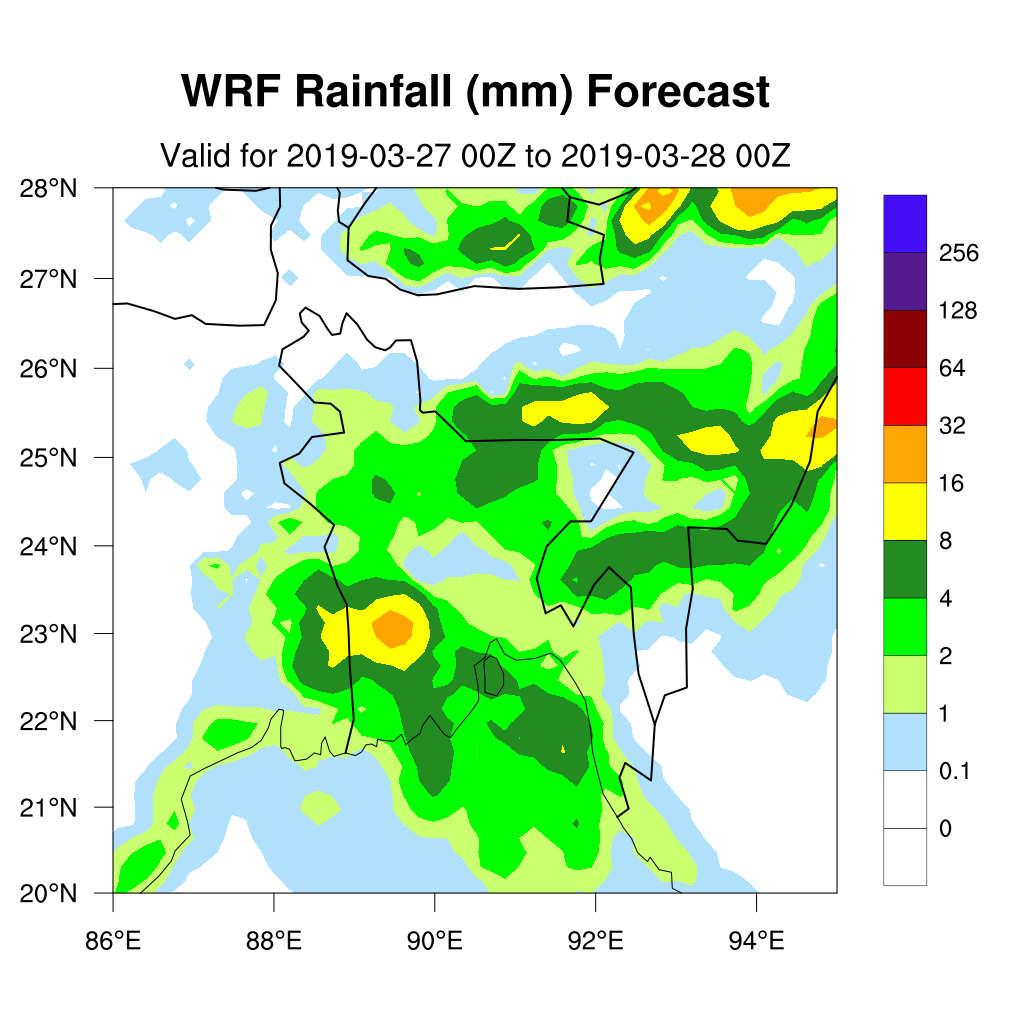 WRF Rainfall (mm) Forecast
Valid for 2019-03-27 00Z to 2019-03-28 00Z
28°N
27°N
26°N
25°N
24°N
23°N
22°N
21°N
20°N
86°E 88°E 90°E 92°E 94°E
256
128
64
32
16
8
4
2
1
0.1
0